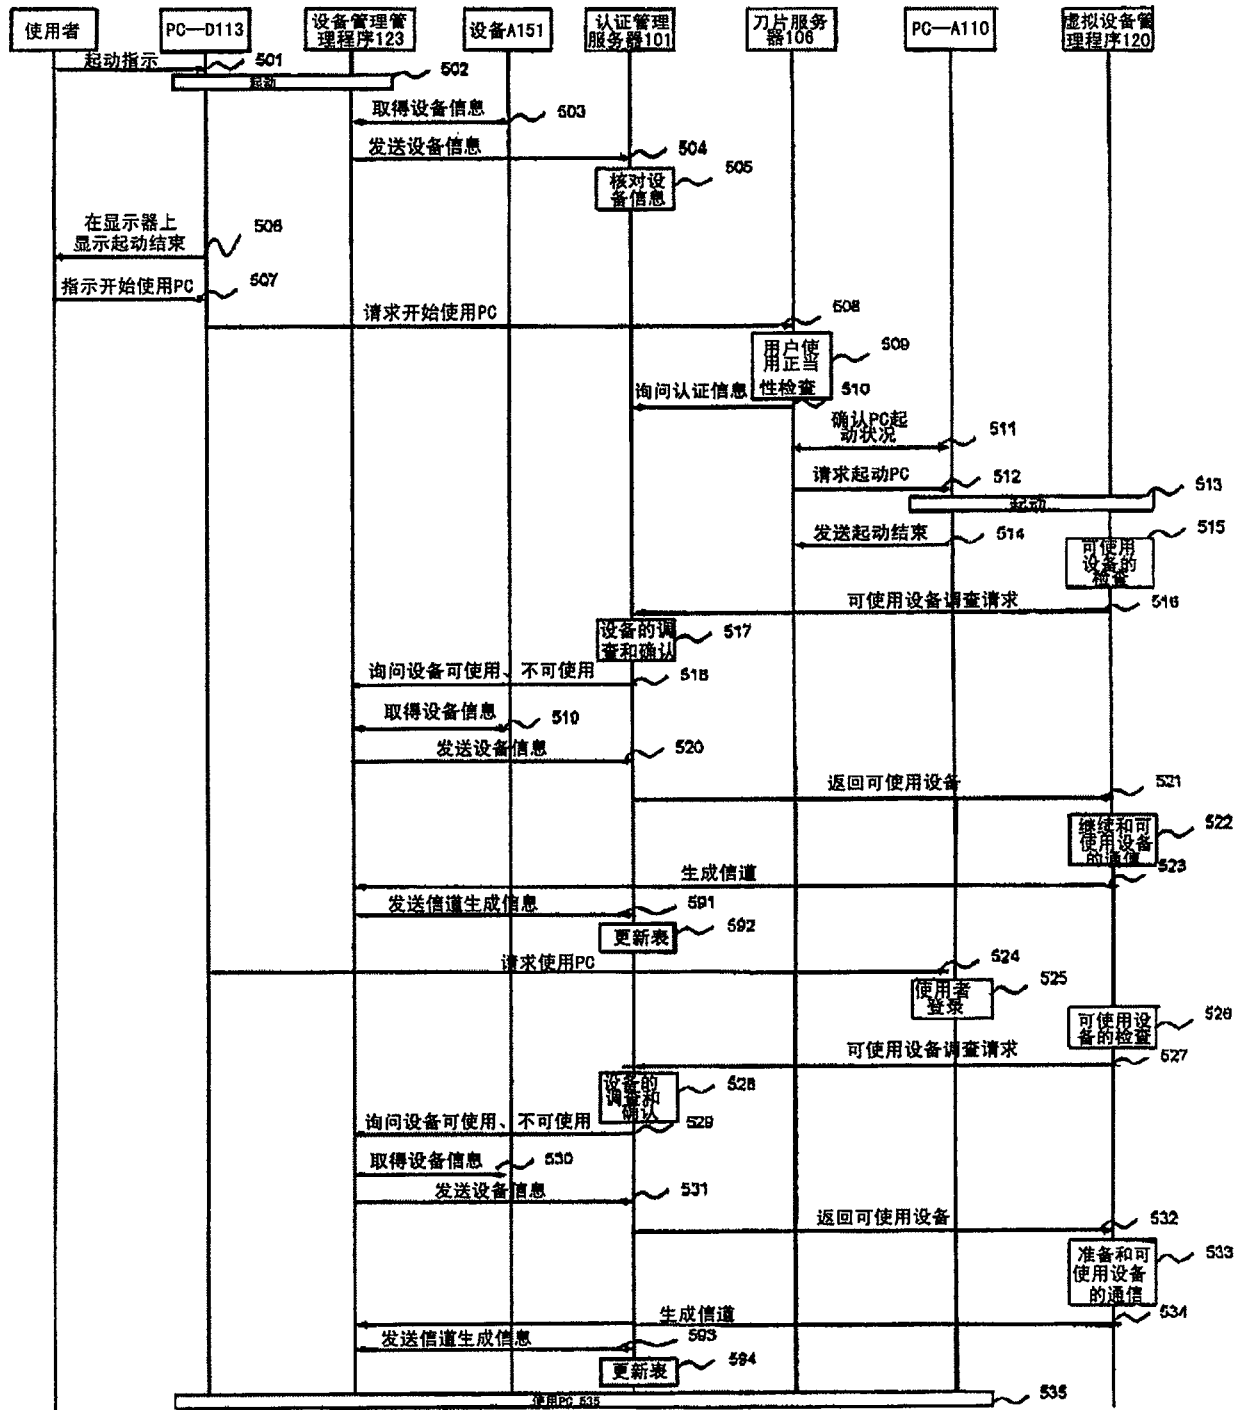 使用者
PC—D113
设备管理管
理程序123
设备A151
认证管理
服务器101
刀片服务
器106
PC—A110
虚拟设备管
理程序120
起动指示
501
502
起动
取得设备信息
503
发送设备信息
504
核对设
备信息
505
在显示器上
显示起动结束
506
指示开始使用PC
507
请求开始使用PC
508
用户使
用正当
性检查
509
询问认证信息
510
确认PC起
动状况
511
请求起动PC
512
513
起动
发送起动结束
514
515
可使用
设备的
检查
可使用设备调查请求
516
设备的调
查和确认
517
询问设备可使用、不可使用
518
取得设备信息
519
发送设备信息
520
返回可使用设备
521
继续和可
使用设备
的通信
522
生成信道
523
发送信道生成信息
591
更新表
592
请求使用PC
524
使用者
登录
525
可使用设
备的检查
526
可使用设备调查请求
527
设备的
调查和
确认
528
询问设备可使用、不可使用
529
取得设备信息
530
发送设备信息
531
返回可使用设备
532
准备和可
使用设备
的通信
533
生成信道
534
发送信道生成信息
593
更新表
594
使用PC 535
535